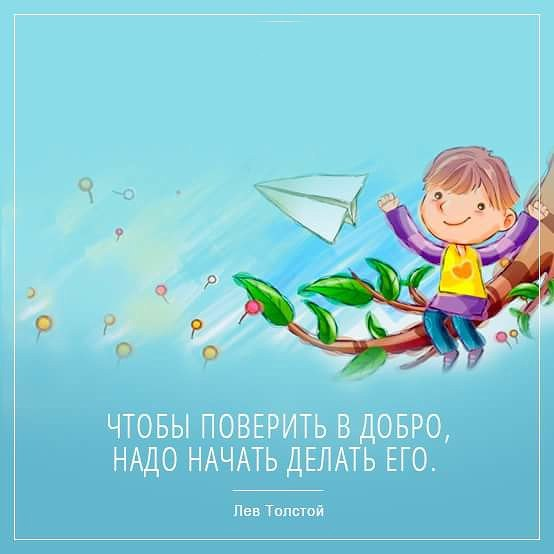 ЧТОБЫ ПОВЕРИТЬ В ДОБРО,
НАДО НАЧАТЬ ДЕЛАТЬ ЕГО.
Лев Толстой